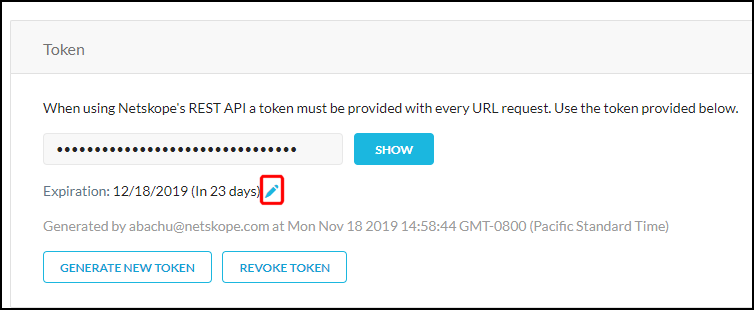 Token
When using Netskope's REST API a token must be provided with every URL request. Use the token provided below.
••••••••••••••••••••••••••••••••
SHOW
Expiration: 12/18/2019 (In 23 days)
Generated by abachu@netskope.com at Mon Nov 18 2019 14:58:44 GMT-0800 (Pacific Standard Time)
GENERATE NEW TOKEN
REVOKE TOKEN